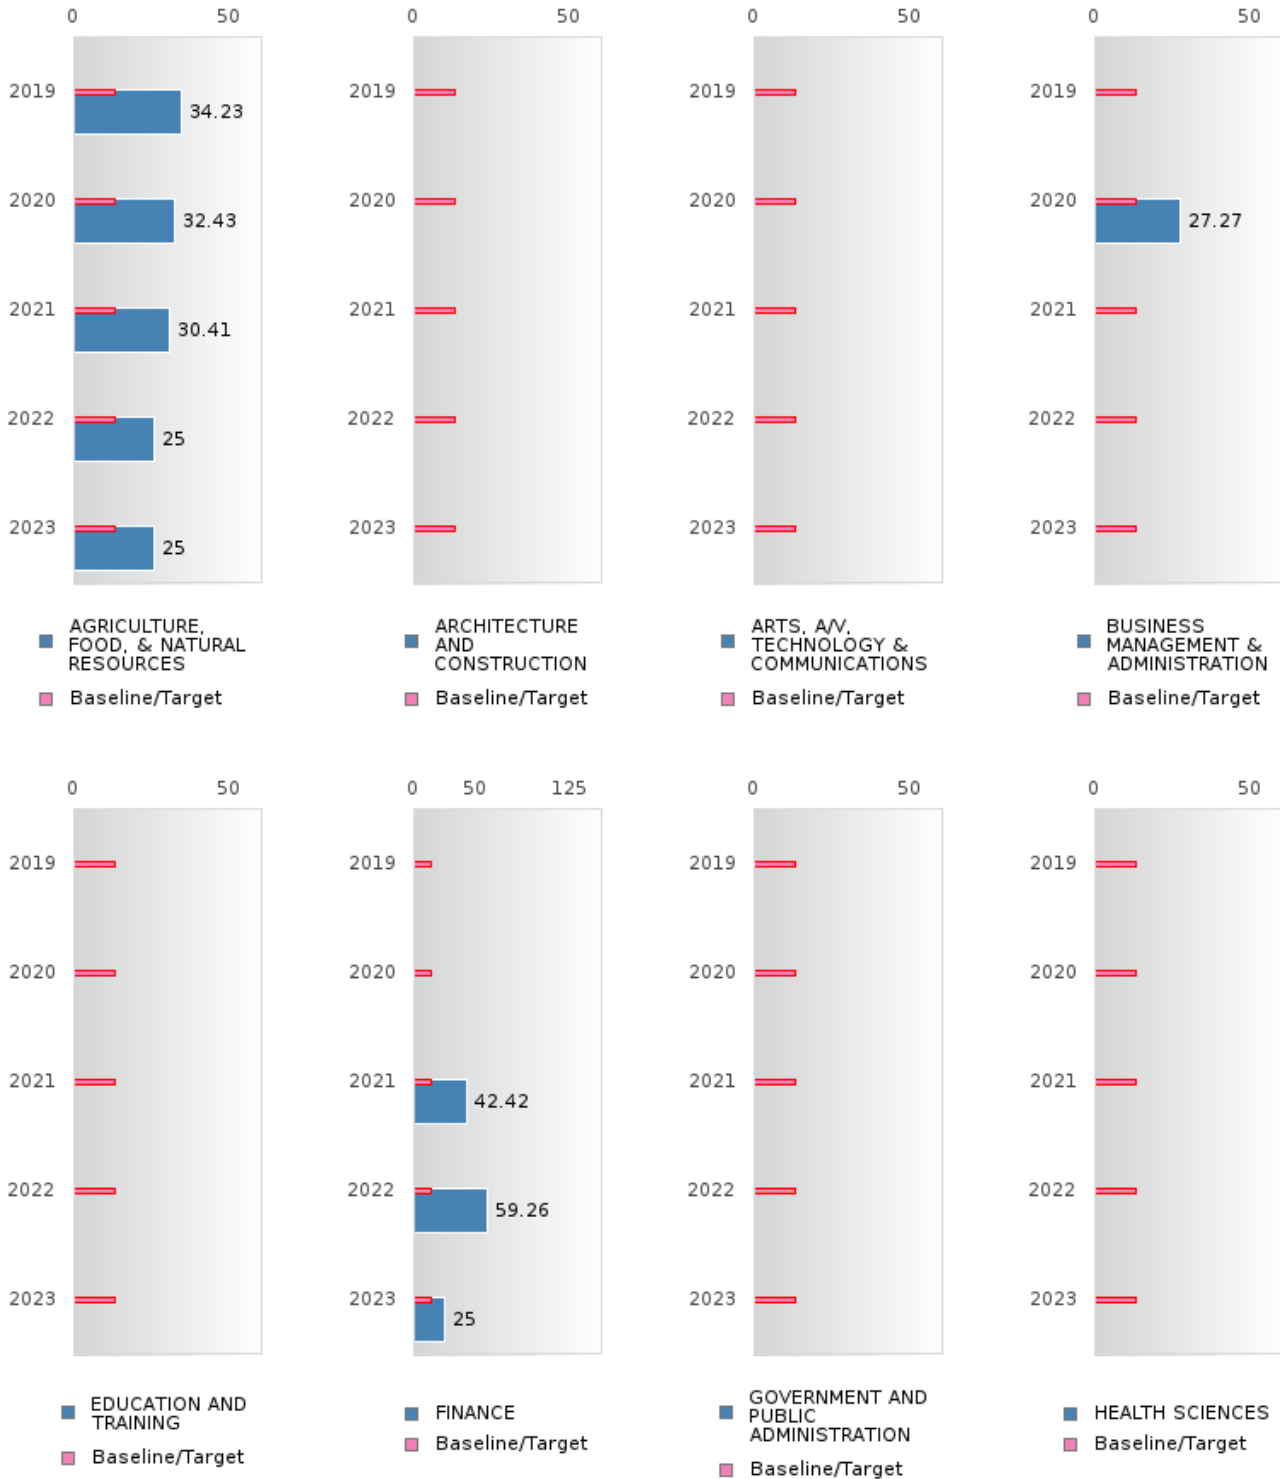 0 50
2019
34.23
2020
32.43
2021
30.41
2022
25
2023
25
AGRICULTURE,
FOOD, & NATURAL
RESOURCES
Baseline/Target
0 50
2019
2020
2021
2022
2023
ARCHITECTURE
AND
CONSTRUCTION
Baseline/Target
0 50
2019
2020
2021
2022
2023
ARTS, A/V,
TECHNOLOGY &
COMMUNICATIONS
Baseline/Target
0 50
2019
2020
27.27
2021
2022
2023
BUSINESS
MANAGEMENT &
ADMINISTRATION
Baseline/Target
0 50
2019
2020
2021
2022
2023
EDUCATION AND
TRAINING
Baseline/Target
0 50 125
2019
2020
2021
42.42
2022
59.26
2023
25
FINANCE
Baseline/Target
0 50
2019
2020
2021
2022
2023
GOVERNMENT AND
PUBLIC
ADMINISTRATION
Baseline/Target
0 50
2019
2020
2021
2022
2023
HEALTH SCIENCES
Baseline/Target